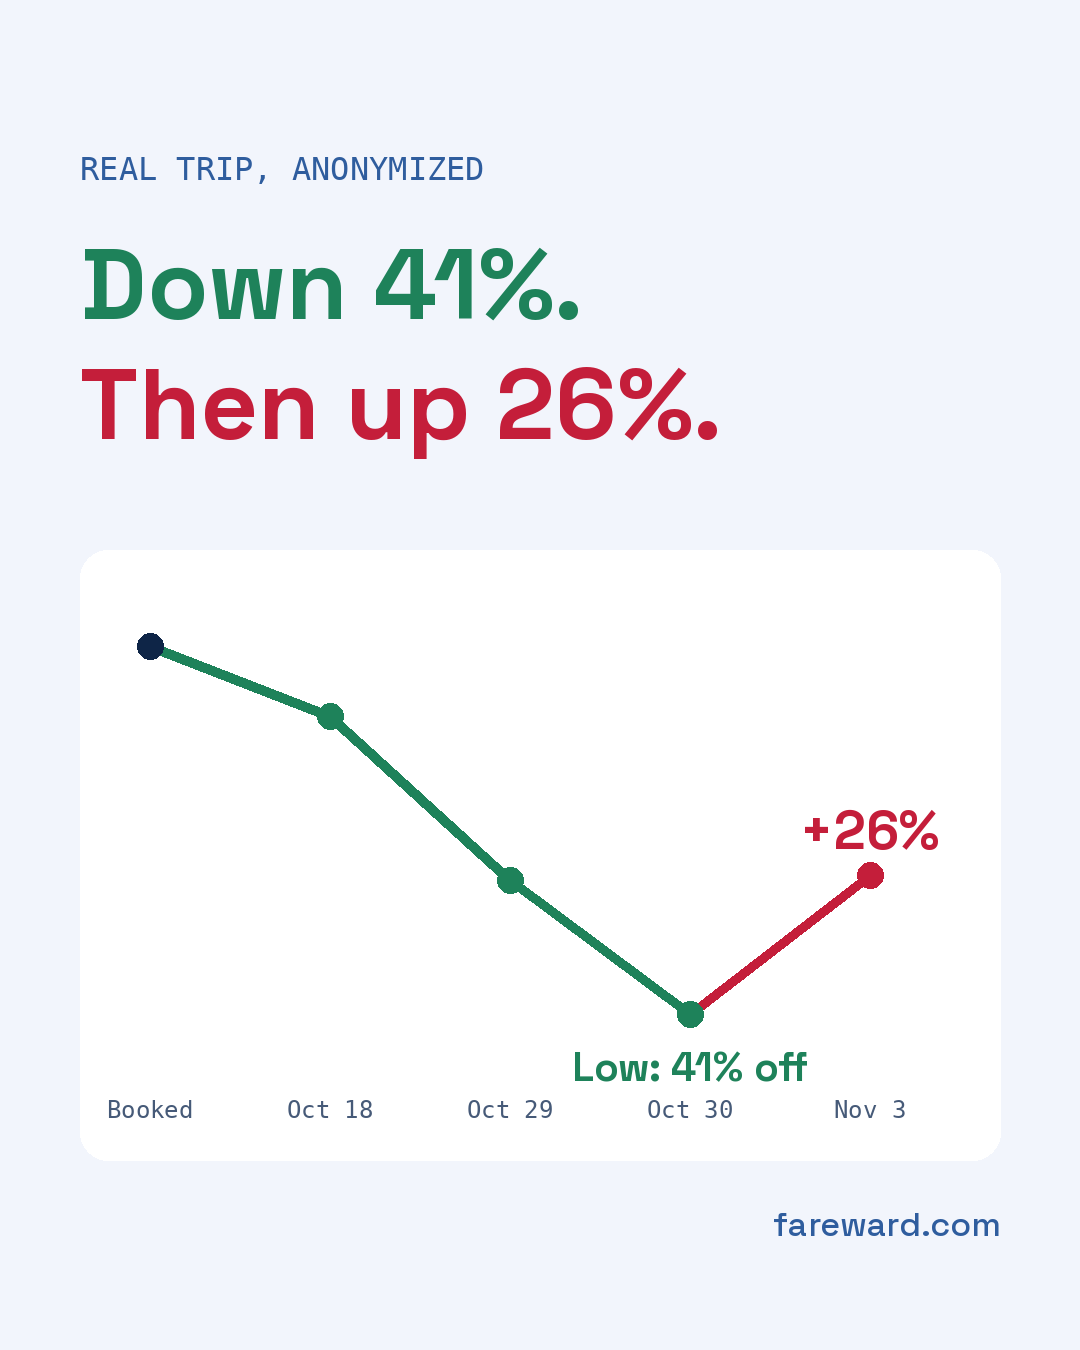 REAL TRIP, ANONYMIZED
Down 41%.
Then up 26%.
+26%
Low: 41% off
Booked Oct 18 Oct 29 Oct 30 Nov 3
fareward.com